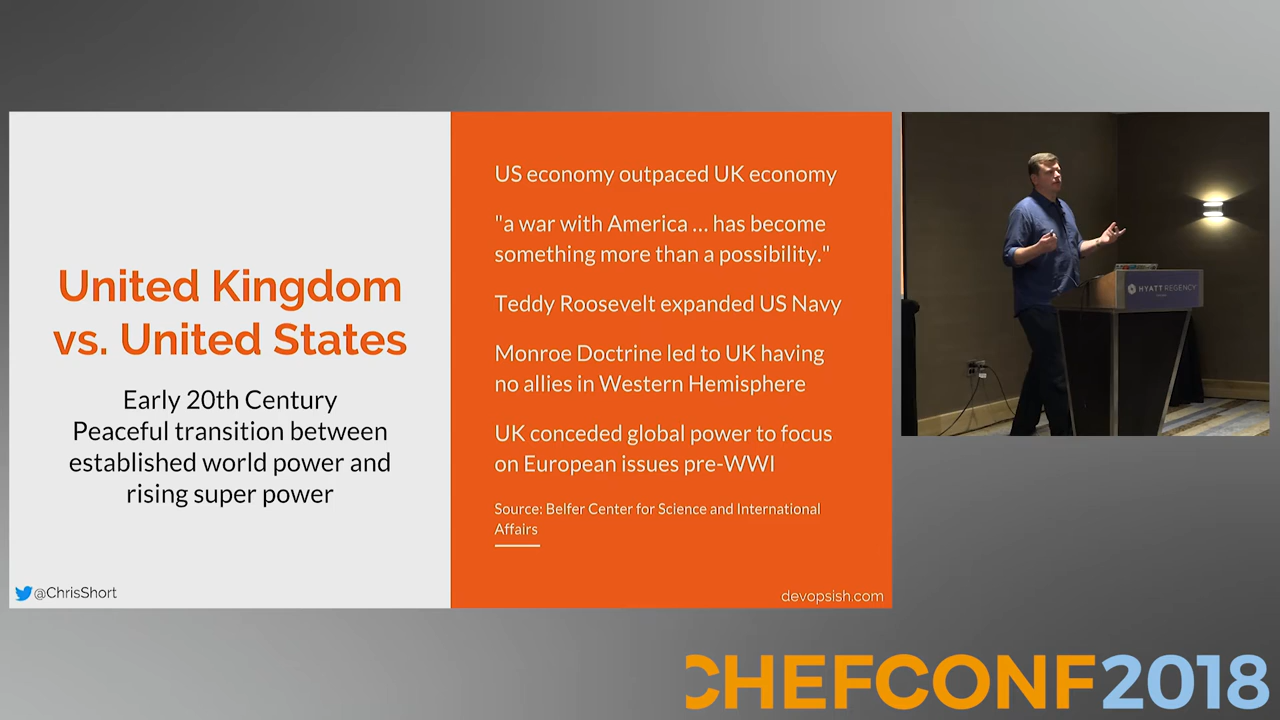 United Kingdom
vs. United States
Early 20th Century
Peaceful transition between
established world power and
rising super power
@ChrisShort
US economy outpaced UK economy
"a war with America ... has become
something more than a possibility."
Teddy Roosevelt expanded US Navy
Monroe Doctrine led to UK having
no allies in Western Hemisphere
UK conceded global power to focus
on European issues pre-WWI
Source: Belfer Center for Science and International
Affairs
devopsish.com
HYATT REGENCY
CHEFCONF2018